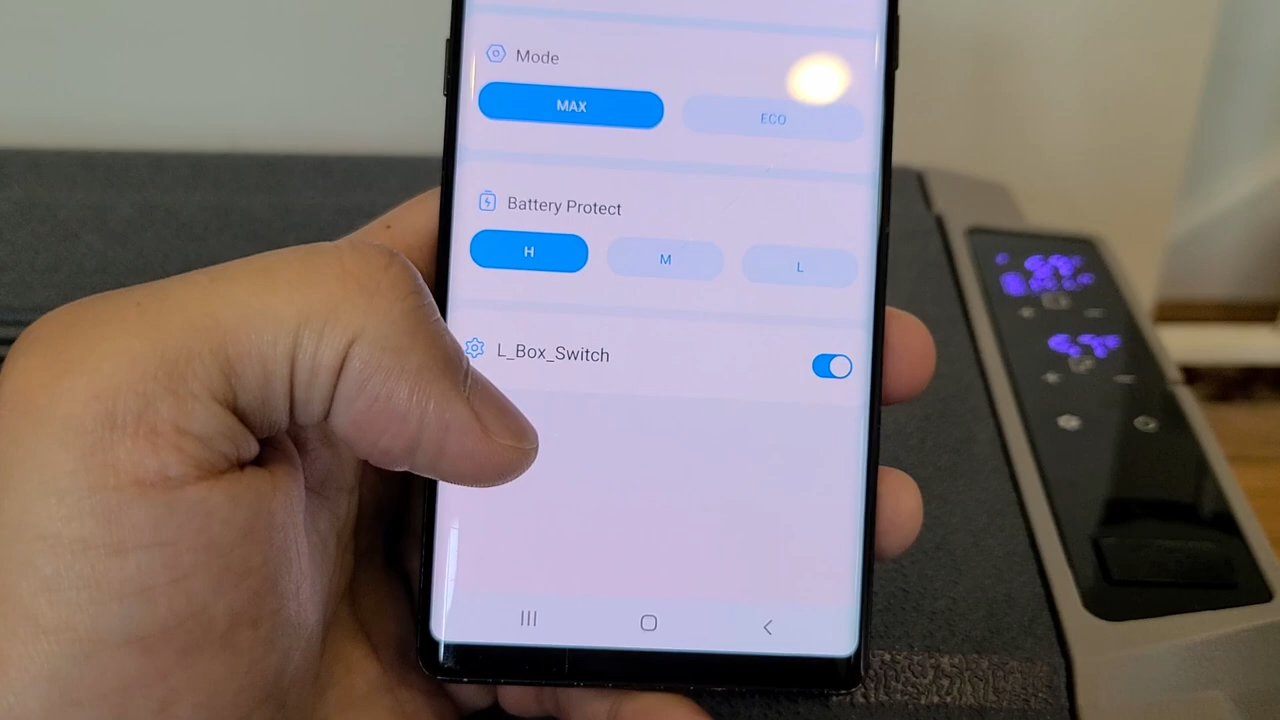 Mode
MAX ECO
Battery Protect
H M L
L_Box_Switch